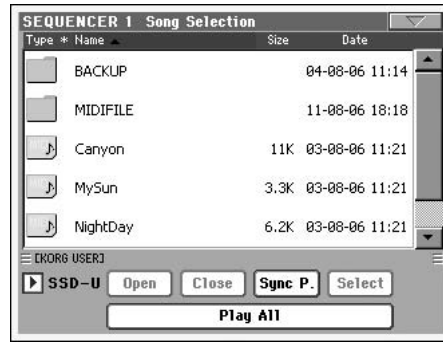 SEQUENCER 1 Song Selection
Type * Name Size Date
BACKUP 04-08-06 11:14
MIDIFILE 11-08-06 18:18
Canyon 11K 03-08-06 11:21
MySun 3.3K 03-08-06 11:21
NightDay 6.2K 03-08-06 11:21
[KORG USER]
SSD-U Open Close Sync P. Select
Play All